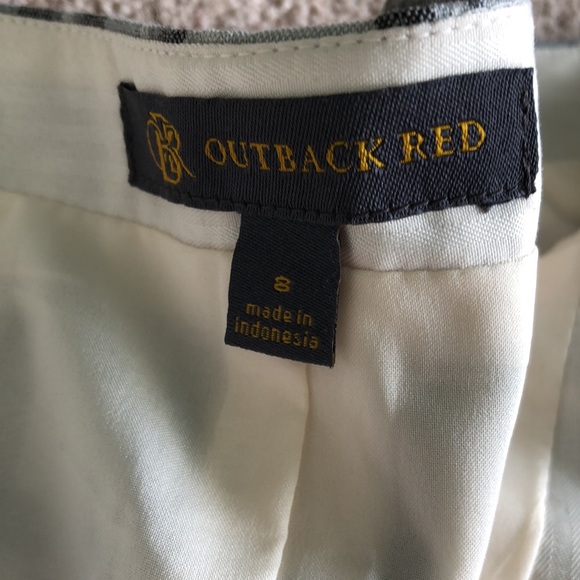 OUTBACK RED
8
made in
indonesia